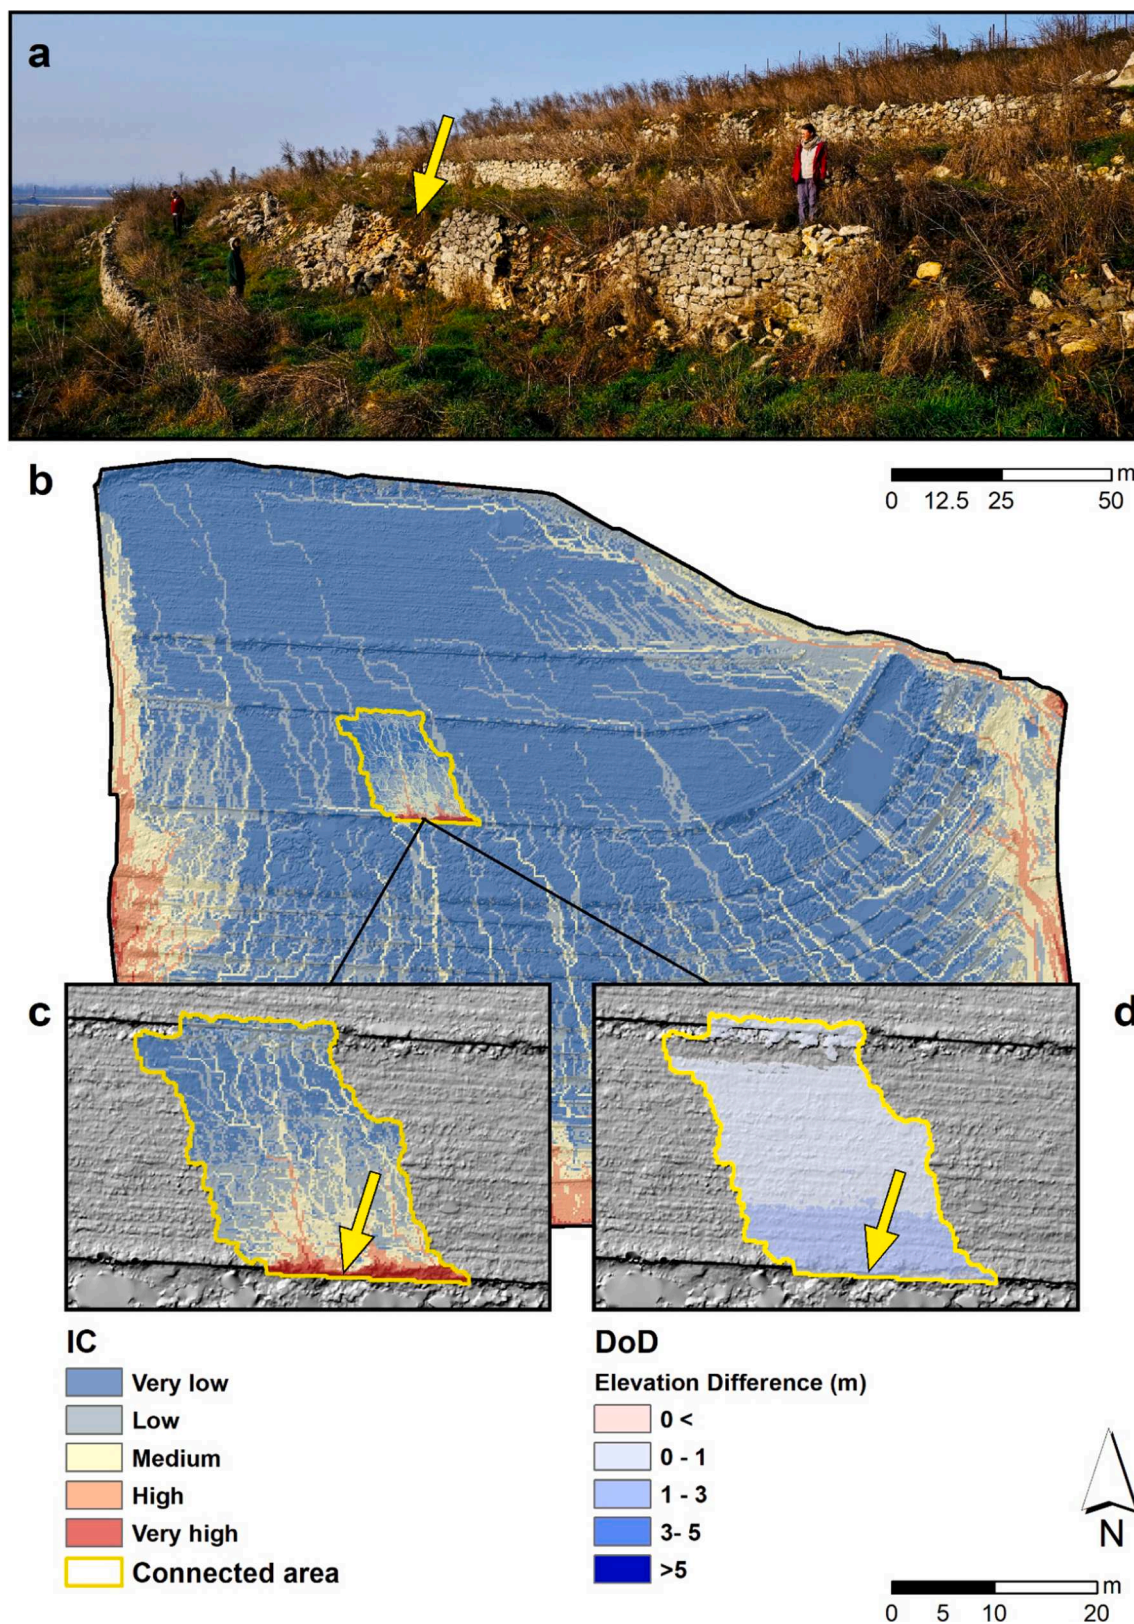 a
b
m
0 12.5 25 50
c
d
IC
Very low
Low
Medium
High
Very high
Connected area
DoD
Elevation Difference (m)
0 <
0 - 1
1 - 3
3- 5
>5
N
m
0 5 10 20